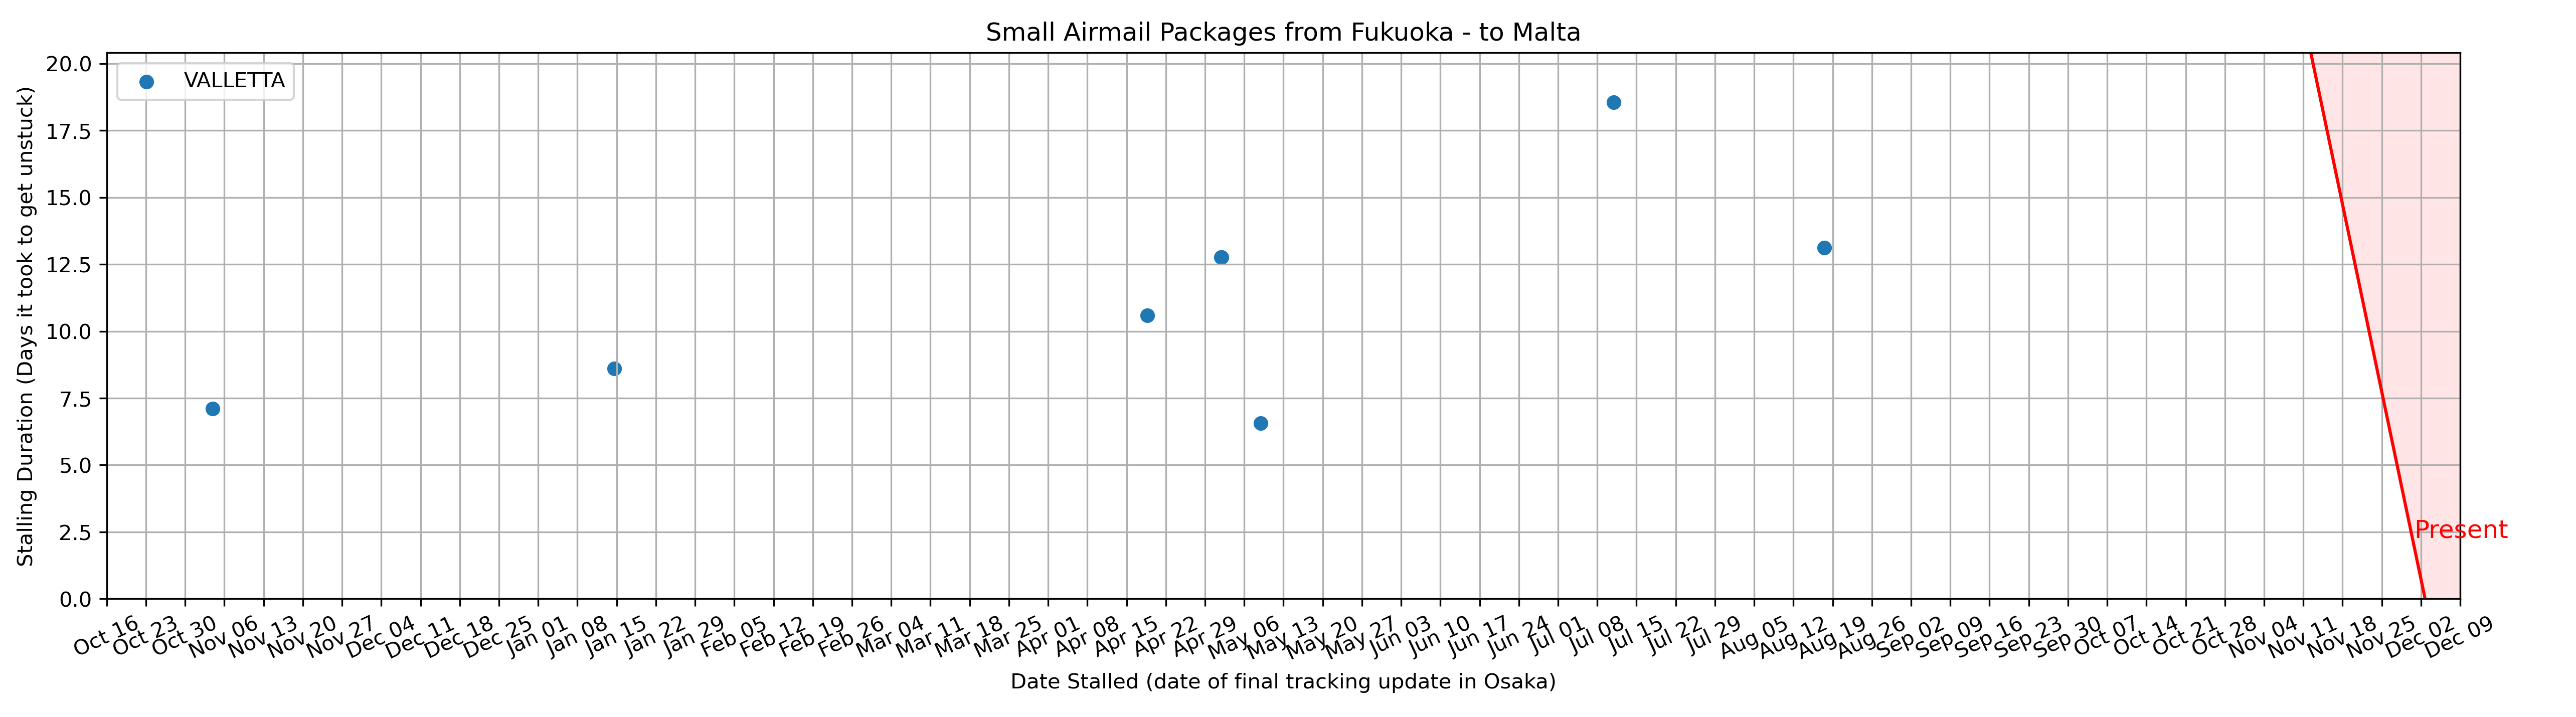 Small Airmail Packages from Fukuoka - to Malta
VALLETTA
Stalling Duration (Days it took to get unstuck)
20.0
17.5
15.0
12.5
10.0
7.5
5.0
2.5
0.0
Present
Oct 16 Oct 23 Oct 30 Nov 06 Nov 13 Nov 20 Nov 27 Dec 04 Dec 11 Dec 18 Dec 25 Jan 01 Jan 08 Jan 15 Jan 22 Jan 29 Feb 05 Feb 12 Feb 19 Feb 26 Mar 04 Mar 11 Mar 18 Mar 25 Apr 01 Apr 08 Apr 15 Apr 22 Apr 29 May 06 May 13 May 20 May 27 Jun 03 Jun 10 Jun 17 Jun 24 Jul 01 Jul 08 Jul 15 Jul 22 Jul 29 Aug 05 Aug 12 Aug 19 Aug 26 Sep 02 Sep 09 Sep 16 Sep 23 Sep 30 Oct 07 Oct 14 Oct 21 Oct 28 Nov 04 Nov 11 Nov 18 Nov 25 Dec 02 Dec 09
Date Stalled (date of final tracking update in Osaka)